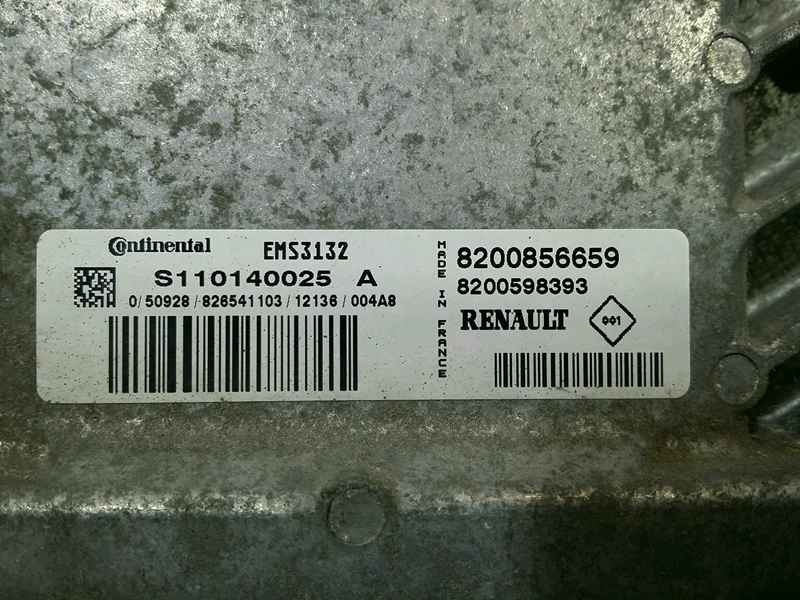 Continental EMS3132
S110140025 A
0/50928/826541103/12136/004A8
MADE IN FRANCE
8200856659
8200598393
RENAULT 001